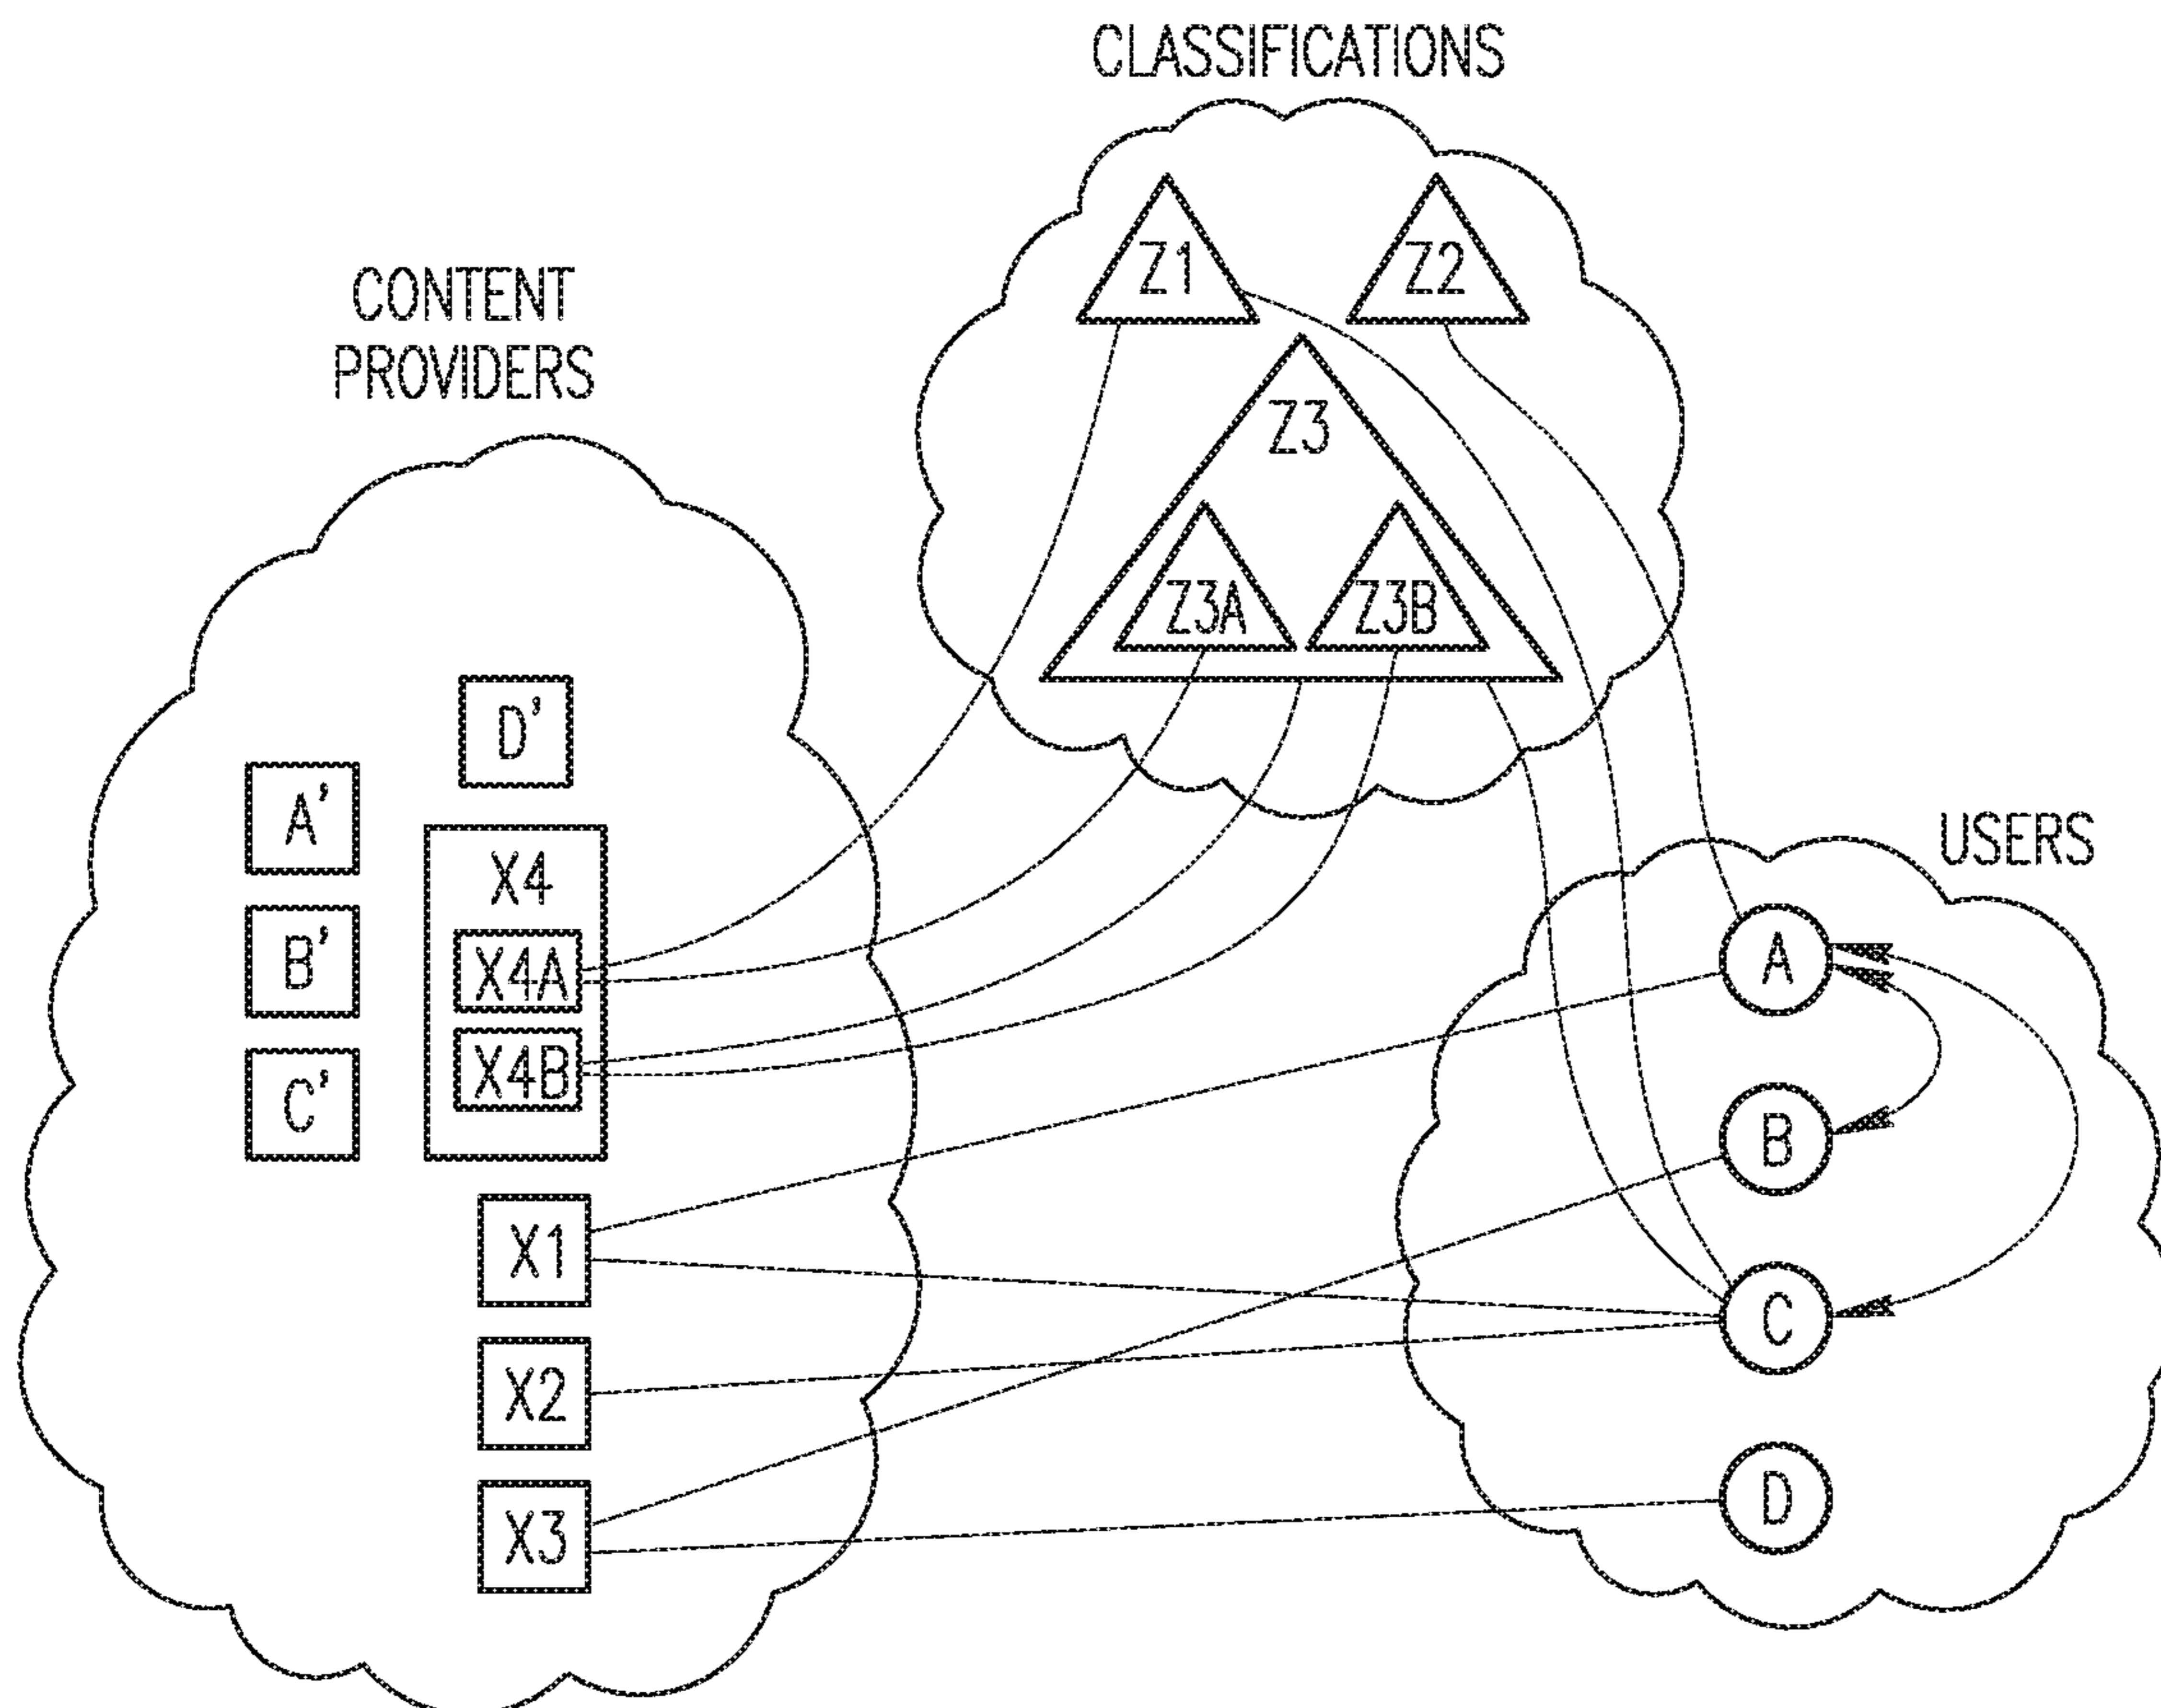 CLASSIFICATIONS
Z1
Z2
CONTENT
PROVIDERS
Z3
Z3A
Z3B
D'
A'
X4
USERS
B'
X4A
A
C'
X4B
B
X1
C
X2
X3
D